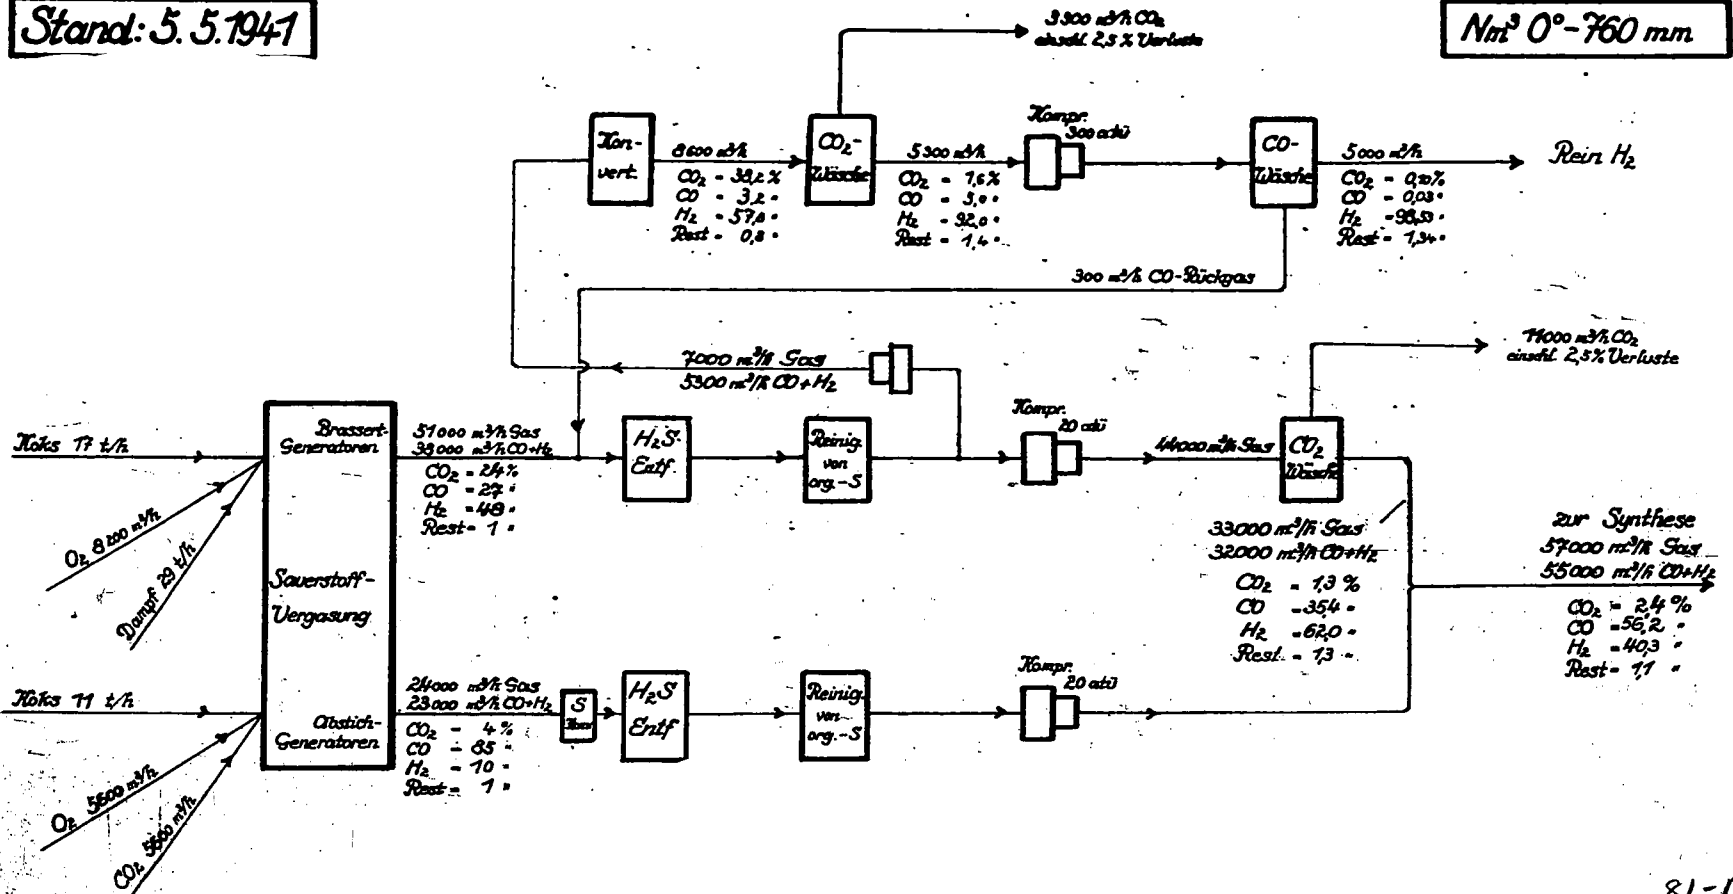 Stand: 5.5.1941
Nm³ 0°-760 mm
3300 m³/h CO₂
einschl. 2,5 % Verluste
Kon-
vert.
8600 m³/h
CO₂ = 38,2 %
CO = 3,2 "
H₂ = 57,8 "
Rest = 0,8 "
CO₂-
Wäsche
5300 m³/h
CO₂ = 1,6 %
CO = 5,0 "
H₂ = 92,0 "
Rest = 1,4 "
Kompr.
300 atü
CO-
Wäsche
5000 m³/h
CO₂ = 0,10 %
CO = 0,03 "
H₂ = 98,53 "
Rest = 1,34 "
Rein H₂
300 m³/h CO-Rückgas
7000 m³/h Gas
5300 m³/h CO+H₂
11000 m³/h CO₂
einschl. 2,5% Verluste
Koks 17 t/h
O₂ 8200 m³/h
Dampf 29 t/h
Brassert-
Generatoren
51000 m³/h Gas
38000 m³/h CO+H₂
CO₂ = 24 %
CO = 27 "
H₂ = 48 "
Rest = 1 "
H₂S-
Entf.
Reinig.
von
org.-S
Kompr.
20 atü
44000 m³/h Gas
CO₂
Wäsche
33000 m³/h Gas
32000 m³/h CO+H₂
CO₂ = 1,3 %
CO = 35,4 "
H₂ = 62,0 "
Rest = 1,3 "
zur Synthese
57000 m³/h Gas
55000 m³/h CO+H₂
CO₂ = 2,4 %
CO = 56,2 "
H₂ = 40,3 "
Rest = 1,1 "
Sauerstoff-
Vergasung
Koks 11 t/h
O₂ 5600 m³/h
CO₂ 5600 m³/h
Abstich-
Generatoren
24000 m³/h Gas
23000 m³/h CO+H₂
CO₂ = 4 %
CO = 85 "
H₂ = 10 "
Rest = 1 "
S
H₂S
Entf
Reinig.
von
org.-S
Kompr.
20 atü